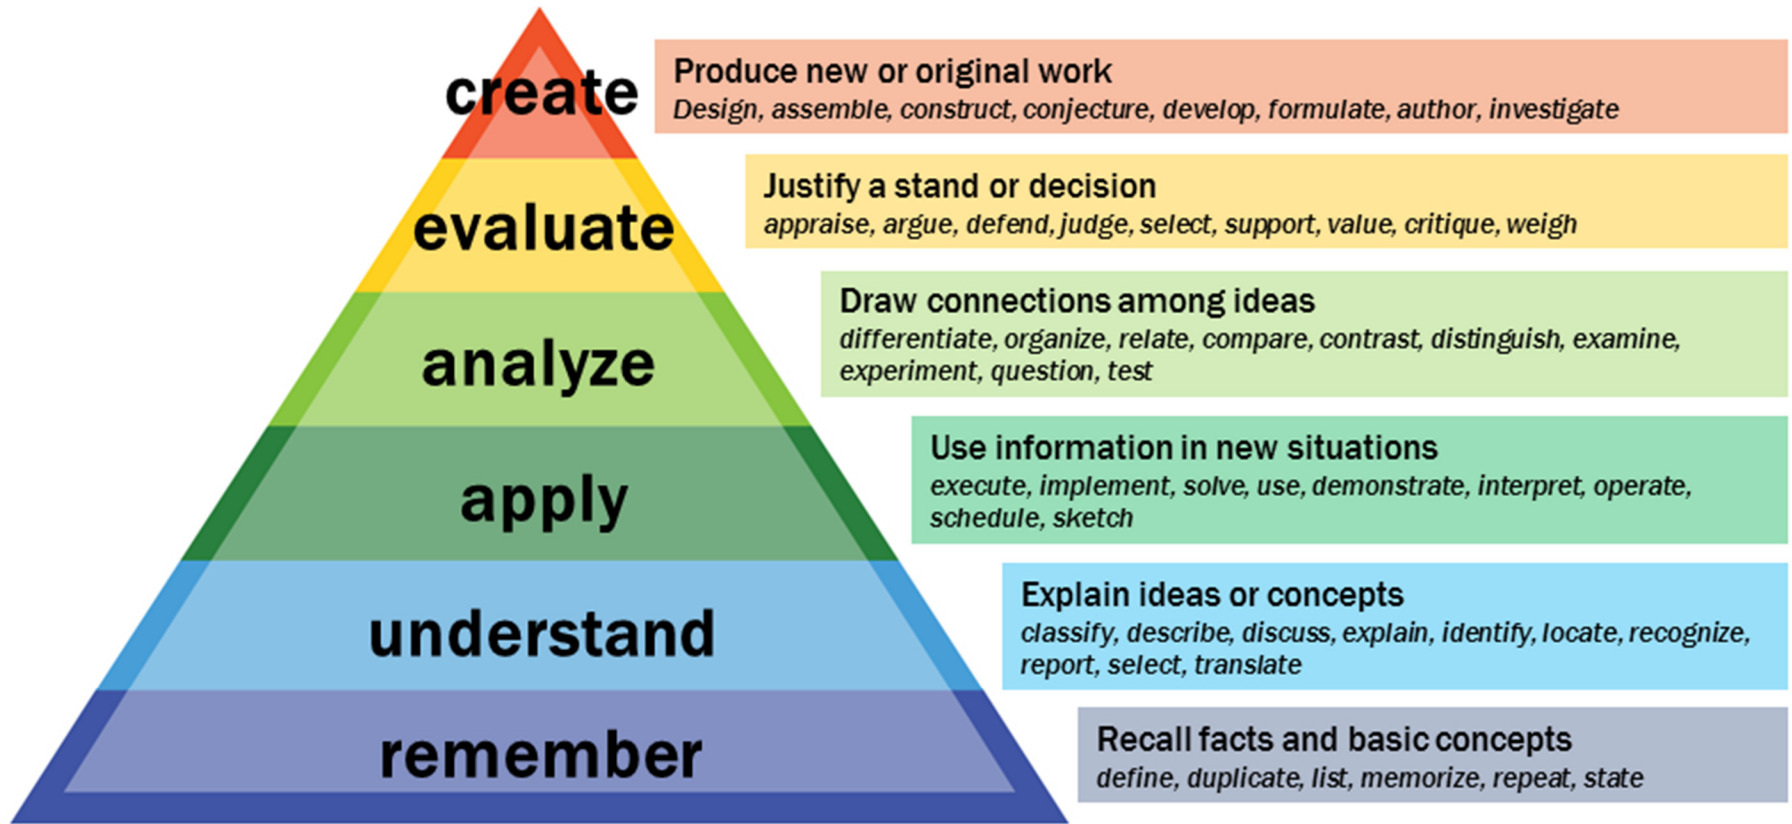 create
Produce new or original work
Design, assemble, construct, conjecture, develop, formulate, author, investigate
evaluate
Justify a stand or decision
appraise, argue, defend, judge, select, support, value, critique, weigh
analyze
Draw connections among ideas
differentiate, organize, relate, compare, contrast, distinguish, examine,
experiment, question, test
apply
Use information in new situations
execute, implement, solve, use, demonstrate, interpret, operate,
schedule, sketch
understand
Explain ideas or concepts
classify, describe, discuss, explain, identify, locate, recognize,
report, select, translate
remember
Recall facts and basic concepts
define, duplicate, list, memorize, repeat, state